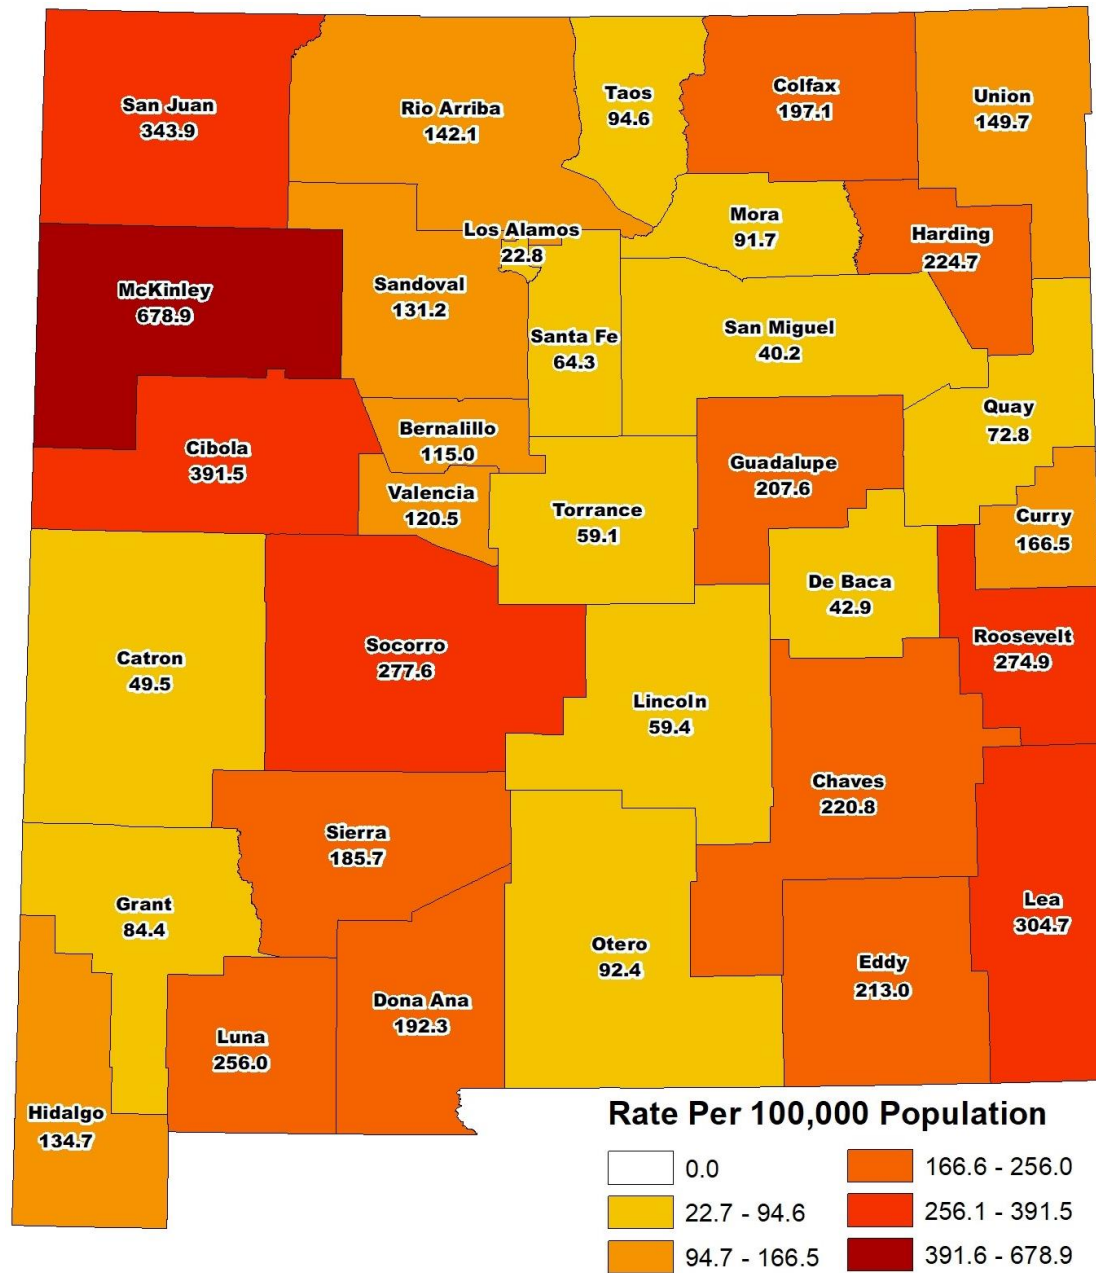 San Juan
343.9
Rio Arriba
142.1
Taos
94.6
Colfax
197.1
Union
149.7
Los Alamos
22.8
Mora
91.7
Harding
224.7
McKinley
678.9
Sandoval
131.2
Santa Fe
64.3
San Miguel
40.2
Quay
72.8
Cibola
391.5
Bernalillo
115.0
Valencia
120.5
Torrance
59.1
Guadalupe
207.6
Curry
166.5
De Baca
42.9
Roosevelt
274.9
Catron
49.5
Socorro
277.6
Lincoln
59.4
Chaves
220.8
Sierra
185.7
Grant
84.4
Otero
92.4
Lea
304.7
Eddy
213.0
Dona Ana
192.3
Luna
256.0
Hidalgo
134.7
Rate Per 100,000 Population
0.0
22.7 - 94.6
94.7 - 166.5
166.6 - 256.0
256.1 - 391.5
391.6 - 678.9